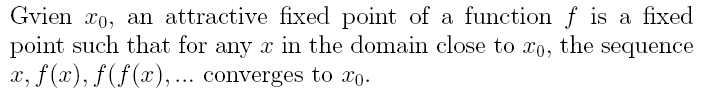 Gvien x₀, an attractive fixed point of a function f is a fixed
point such that for any x in the domain close to x₀, the sequence
x, f(x), f(f(x), ... converges to x₀.